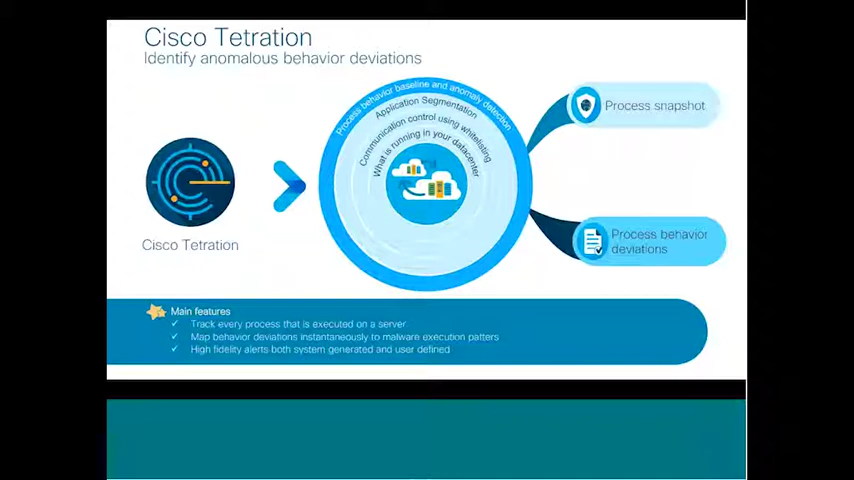 Cisco Tetration
Identify anomalous behavior deviations
Process behavior baseline and anomaly detection
Application Segmentation
Communication control using whitelisting
What is running in your datacenter
Process snapshot
Cisco Tetration
Process behavior
deviations
Main features
✓ Track every process that is executed on a server
✓ Map behavior deviations instantaneously to malware execution patters
✓ High fidelity alerts both system generated and user defined